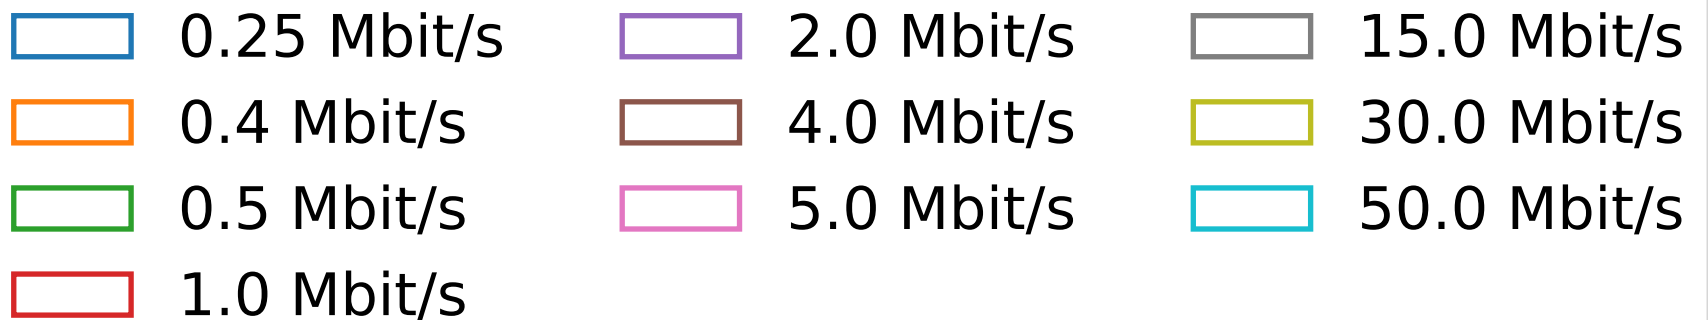 0.25 Mbit/s
0.4 Mbit/s
0.5 Mbit/s
1.0 Mbit/s
2.0 Mbit/s
4.0 Mbit/s
5.0 Mbit/s
15.0 Mbit/s
30.0 Mbit/s
50.0 Mbit/s